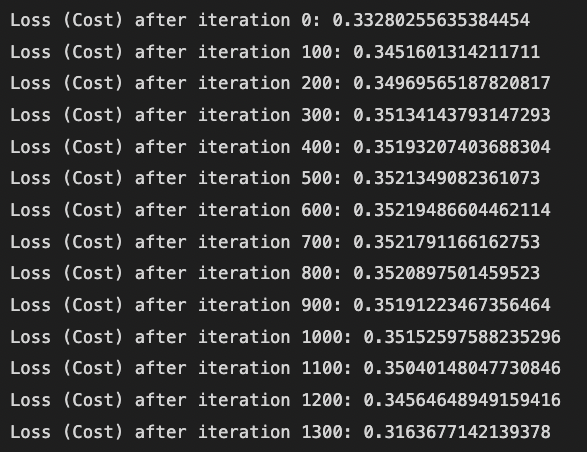 Loss (Cost) after iteration 0: 0.33280255635384454
Loss (Cost) after iteration 100: 0.3451601314211711
Loss (Cost) after iteration 200: 0.34969565187820817
Loss (Cost) after iteration 300: 0.35134143793147293
Loss (Cost) after iteration 400: 0.35193207403688304
Loss (Cost) after iteration 500: 0.3521349082361073
Loss (Cost) after iteration 600: 0.35219486604462114
Loss (Cost) after iteration 700: 0.3521791166162753
Loss (Cost) after iteration 800: 0.3520897501459523
Loss (Cost) after iteration 900: 0.35191223467356464
Loss (Cost) after iteration 1000: 0.35152597588235296
Loss (Cost) after iteration 1100: 0.35040148047730846
Loss (Cost) after iteration 1200: 0.34564648949159416
Loss (Cost) after iteration 1300: 0.3163677142139378